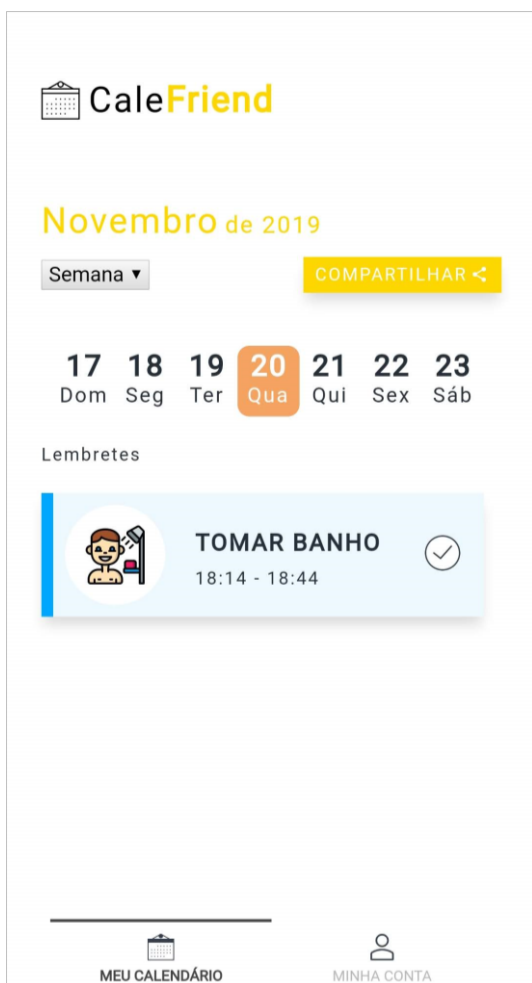 CaleFriend
Novembro de 2019
Semana
COMPARTILHAR
17 18 19 20 21 22 23
Dom Seg Ter Qua Qui Sex Sáb
Lembretes
TOMAR BANHO
18:14 - 18:44
MEU CALENDÁRIO MINHA CONTA